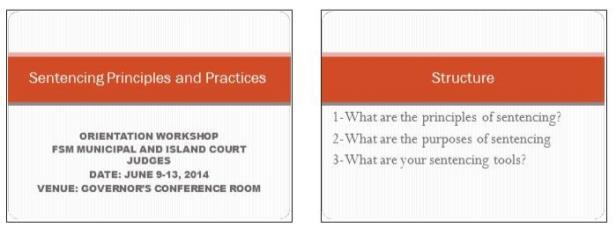 Sentencing Principles and Practices
ORIENTATION WORKSHOP
FSM MUNICIPAL AND ISLAND COURT
JUDGES
DATE: JUNE 9-13, 2014
VENUE: GOVERNOR'S CONFERENCE ROOM
Structure
1-What are the principles of sentencing?
2-What are the purposes of sentencing
3-What are your sentencing tools?